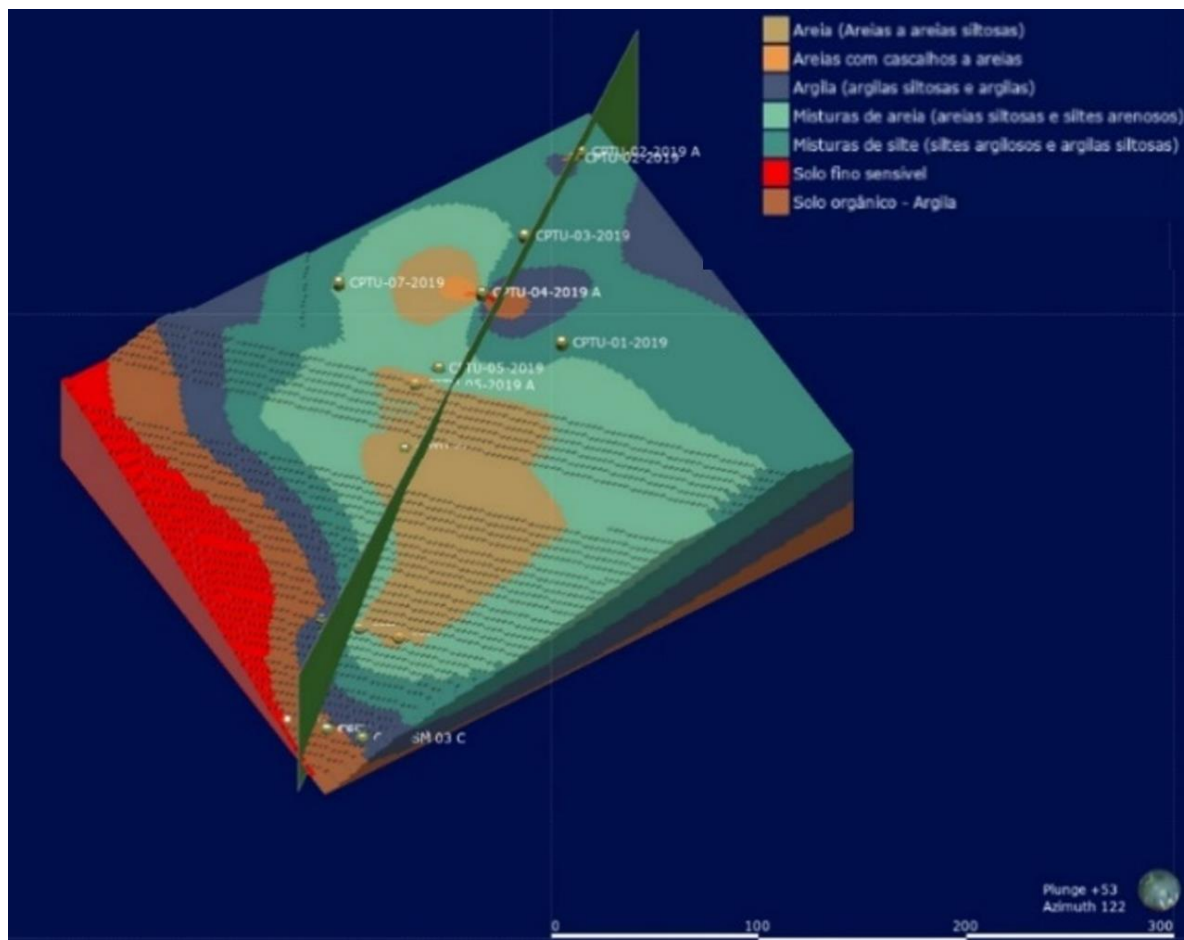 Areia (Areias a areias siltosas)
Areias com cascalhos a areias
Argila (argilas siltosas e argilas)
Misturas de areia (areias siltosas e siltes arenosos)
Misturas de silte (siltes argilosos e argilas siltosas)
Solo fino sensível
Solo orgânico - Argila
CPTU-02-2019 A
CPTU-02-2019
CPTU-03-2019
CPTU-07-2019
CPTU-04-2019 A
CPTU-01-2019
CPTU-05-2019
05-2019 A
SM 03 C
Plunge +53
Azimuth 122
0 100 200 300